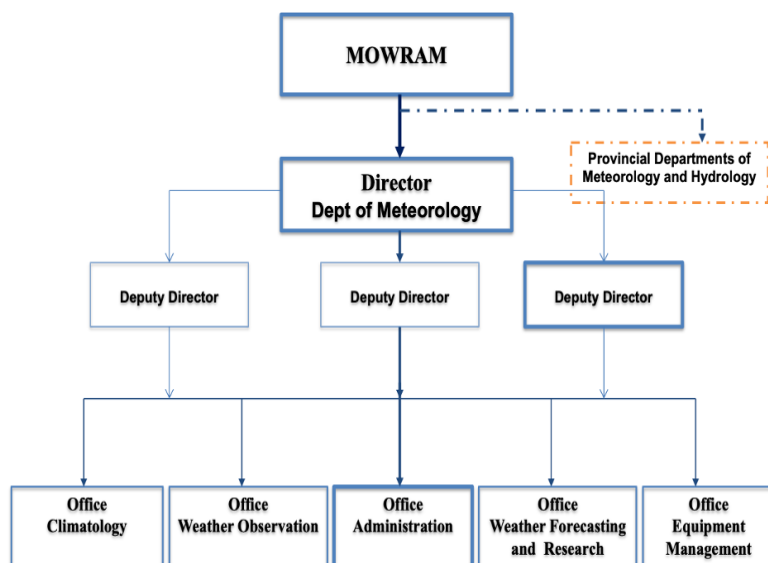 MOWRAM
Provincial Departments of
Meteorology and Hydrology
Director
Dept of Meteorology
Deputy Director
Deputy Director
Deputy Director
Office
Climatology
Office
Weather Observation
Office
Administration
Office
Weather Forecasting
and Research
Office
Equipment
Management